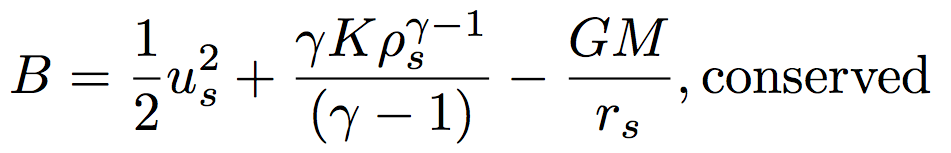 B = \frac{1}{2}u_s^2 + \frac{\gamma K \rho_s^{\gamma-1}}{(\gamma - 1)} - \frac{GM}{r_s}, conserved